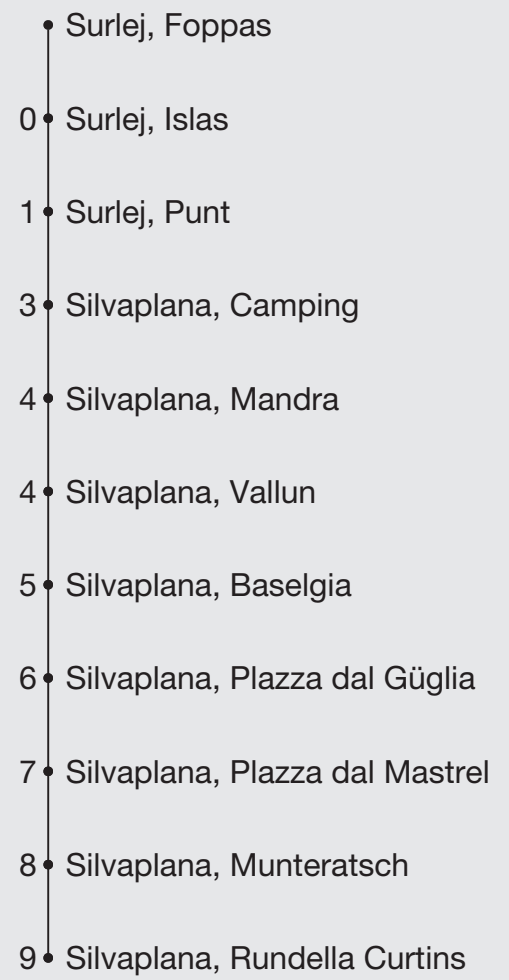 Surlej, Foppas
0 Surlej, Islas
1 Surlej, Punt
3 Silvaplana, Camping
4 Silvaplana, Mandra
4 Silvaplana, Vallun
5 Silvaplana, Baselgia
6 Silvaplana, Plazza dal Güglia
7 Silvaplana, Plazza dal Mastrel
8 Silvaplana, Munteratsch
9 Silvaplana, Rundella Curtins